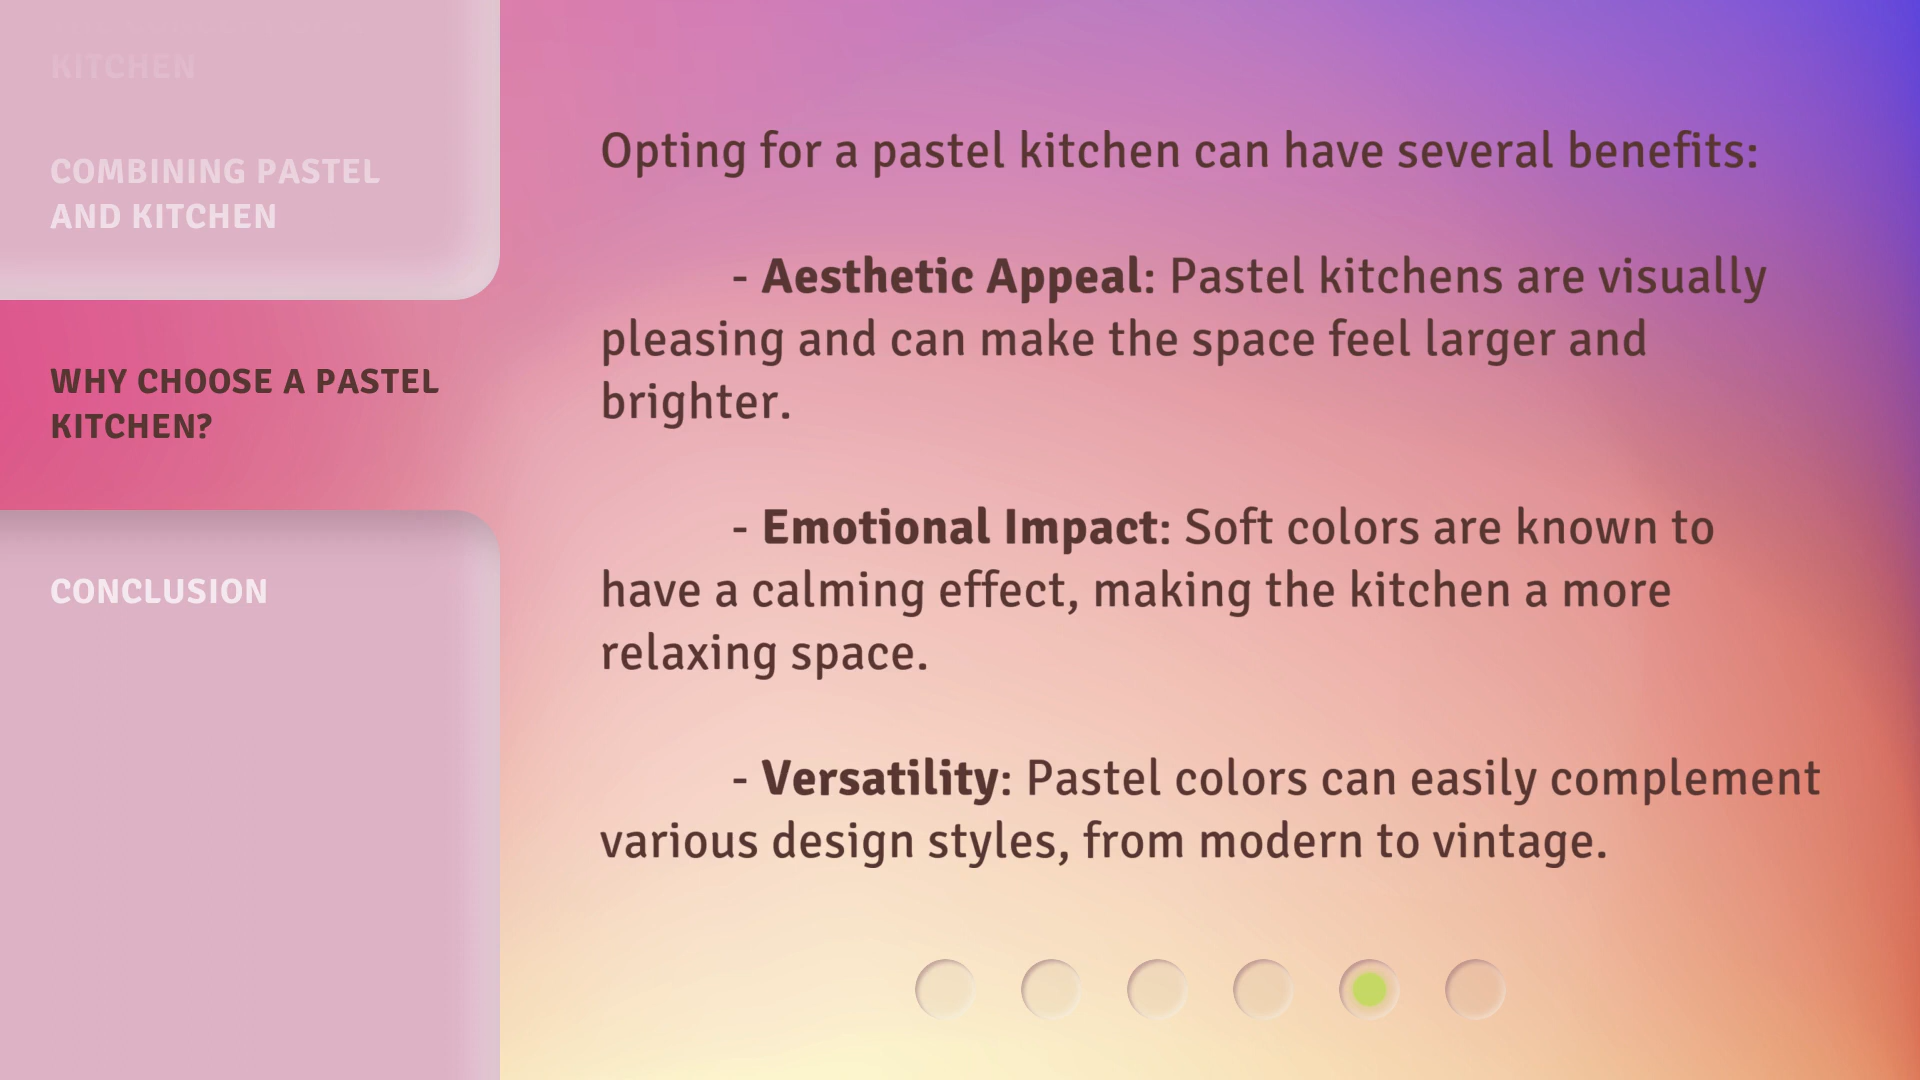 KITCHEN
COMBINING PASTEL
AND KITCHEN
WHY CHOOSE A PASTEL
KITCHEN?
CONCLUSION
Opting for a pastel kitchen can have several benefits:
- Aesthetic Appeal: Pastel kitchens are visually
pleasing and can make the space feel larger and
brighter.
- Emotional Impact: Soft colors are known to
have a calming effect, making the kitchen a more
relaxing space.
- Versatility: Pastel colors can easily complement
various design styles, from modern to vintage.